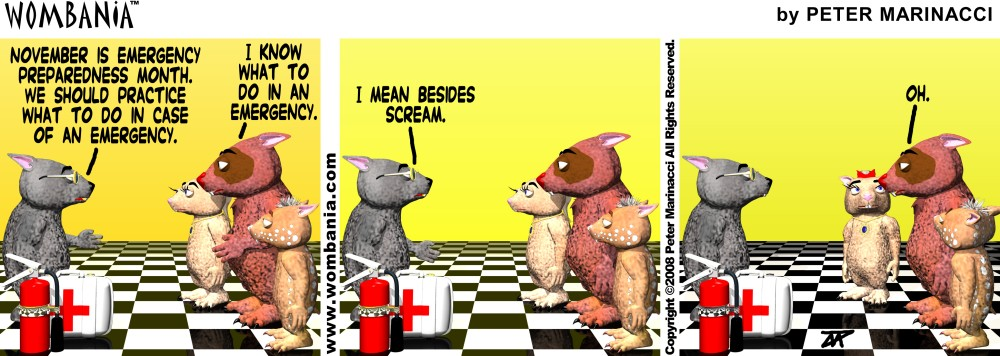 WOMBANIA™
by PETER MARINACCI
NOVEMBER IS EMERGENCY
PREPAREDNESS MONTH.
WE SHOULD PRACTICE
WHAT TO DO IN CASE
OF AN EMERGENCY.
I KNOW
WHAT TO
DO IN AN
EMERGENCY.
www.wombania.com
I MEAN BESIDES
SCREAM.
Copyright ©2008 Peter Marinacci All Rights Reserved.
OH.